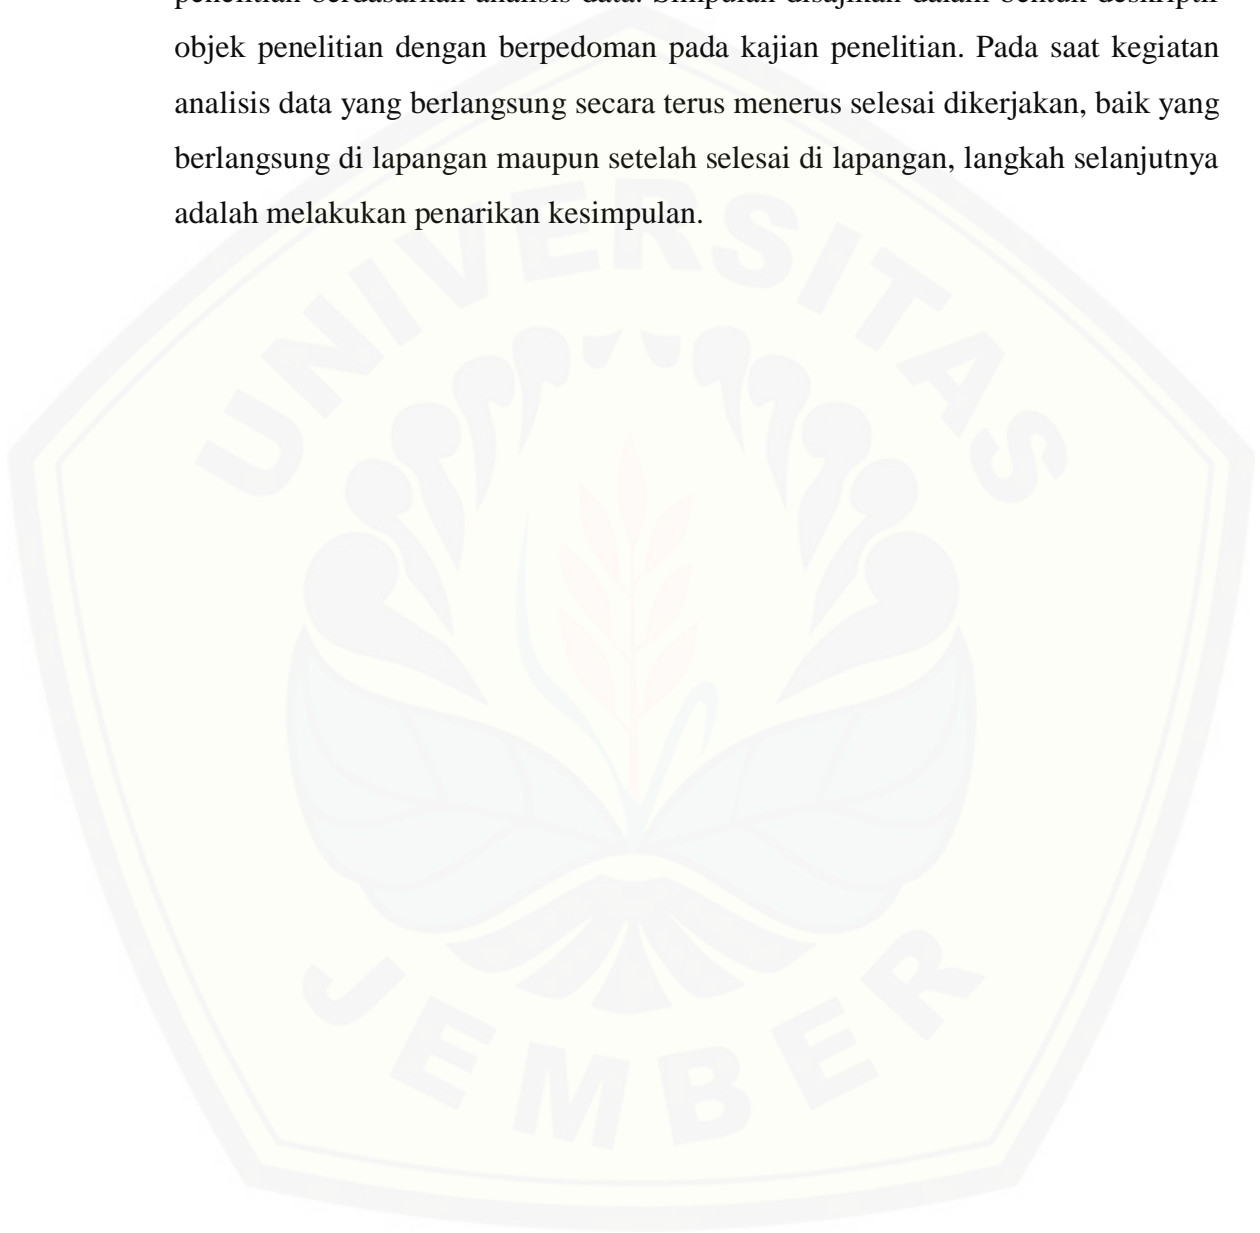 penelitian berdasarkan analisis data. Simpulan disajikan dalam bentuk deskriptif
objek penelitian dengan berpedoman pada kajian penelitian. Pada saat kegiatan
analisis data yang berlangsung secara terus menerus selesai dikerjakan, baik yang
berlangsung di lapangan maupun setelah selesai di lapangan, langkah selanjutnya
adalah melakukan penarikan kesimpulan.
UNIVERSITAS
JEMBER